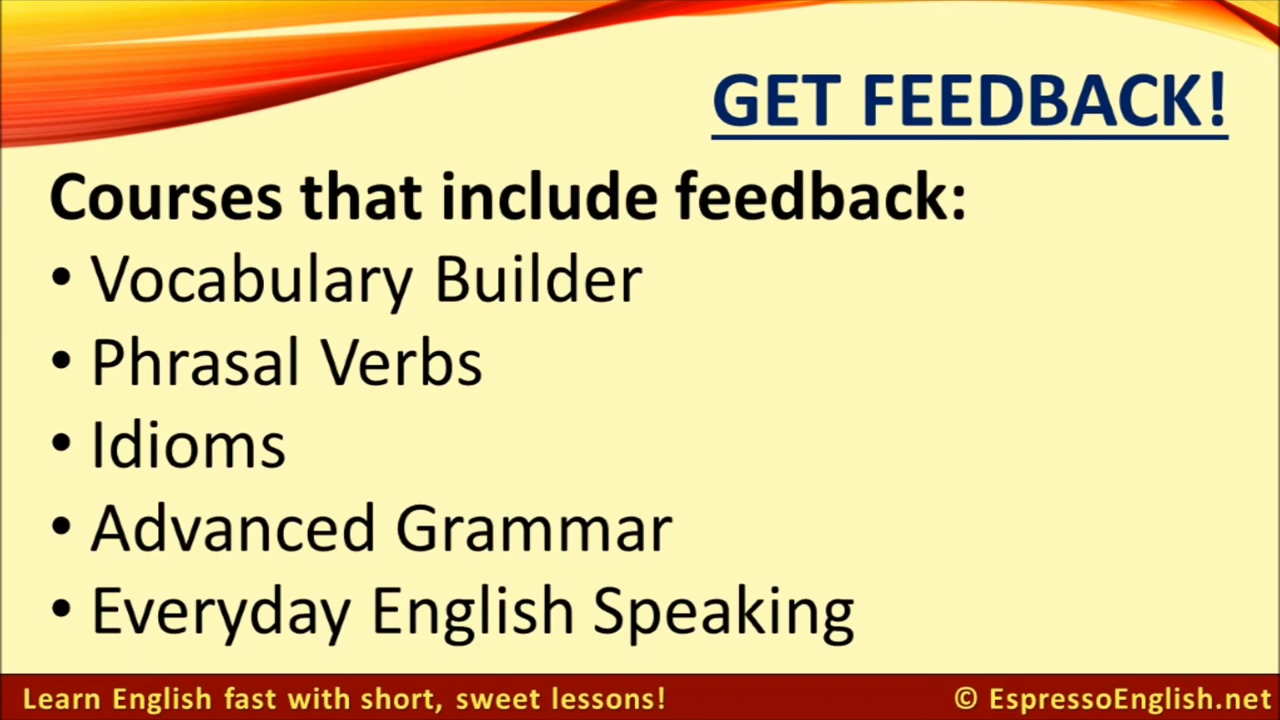 GET FEEDBACK!
Courses that include feedback:
• Vocabulary Builder
• Phrasal Verbs
• Idioms
• Advanced Grammar
• Everyday English Speaking
Learn English fast with short, sweet lessons! © EspressoEnglish.net